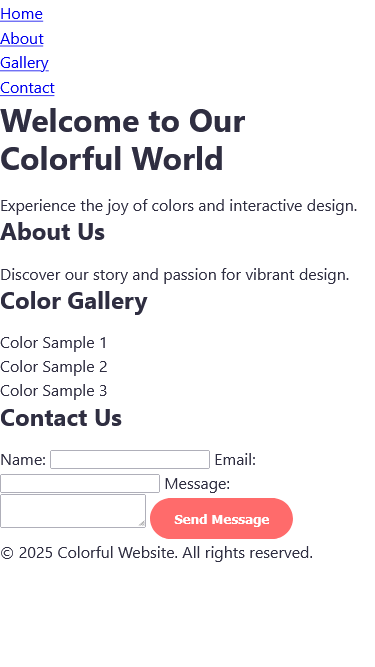 Home
About
Gallery
Contact
Welcome to Our
Colorful World
Experience the joy of colors and interactive design.
About Us
Discover our story and passion for vibrant design.
Color Gallery
Color Sample 1
Color Sample 2
Color Sample 3
Contact Us
Name: Email:
Message:
Send Message
© 2025 Colorful Website. All rights reserved.